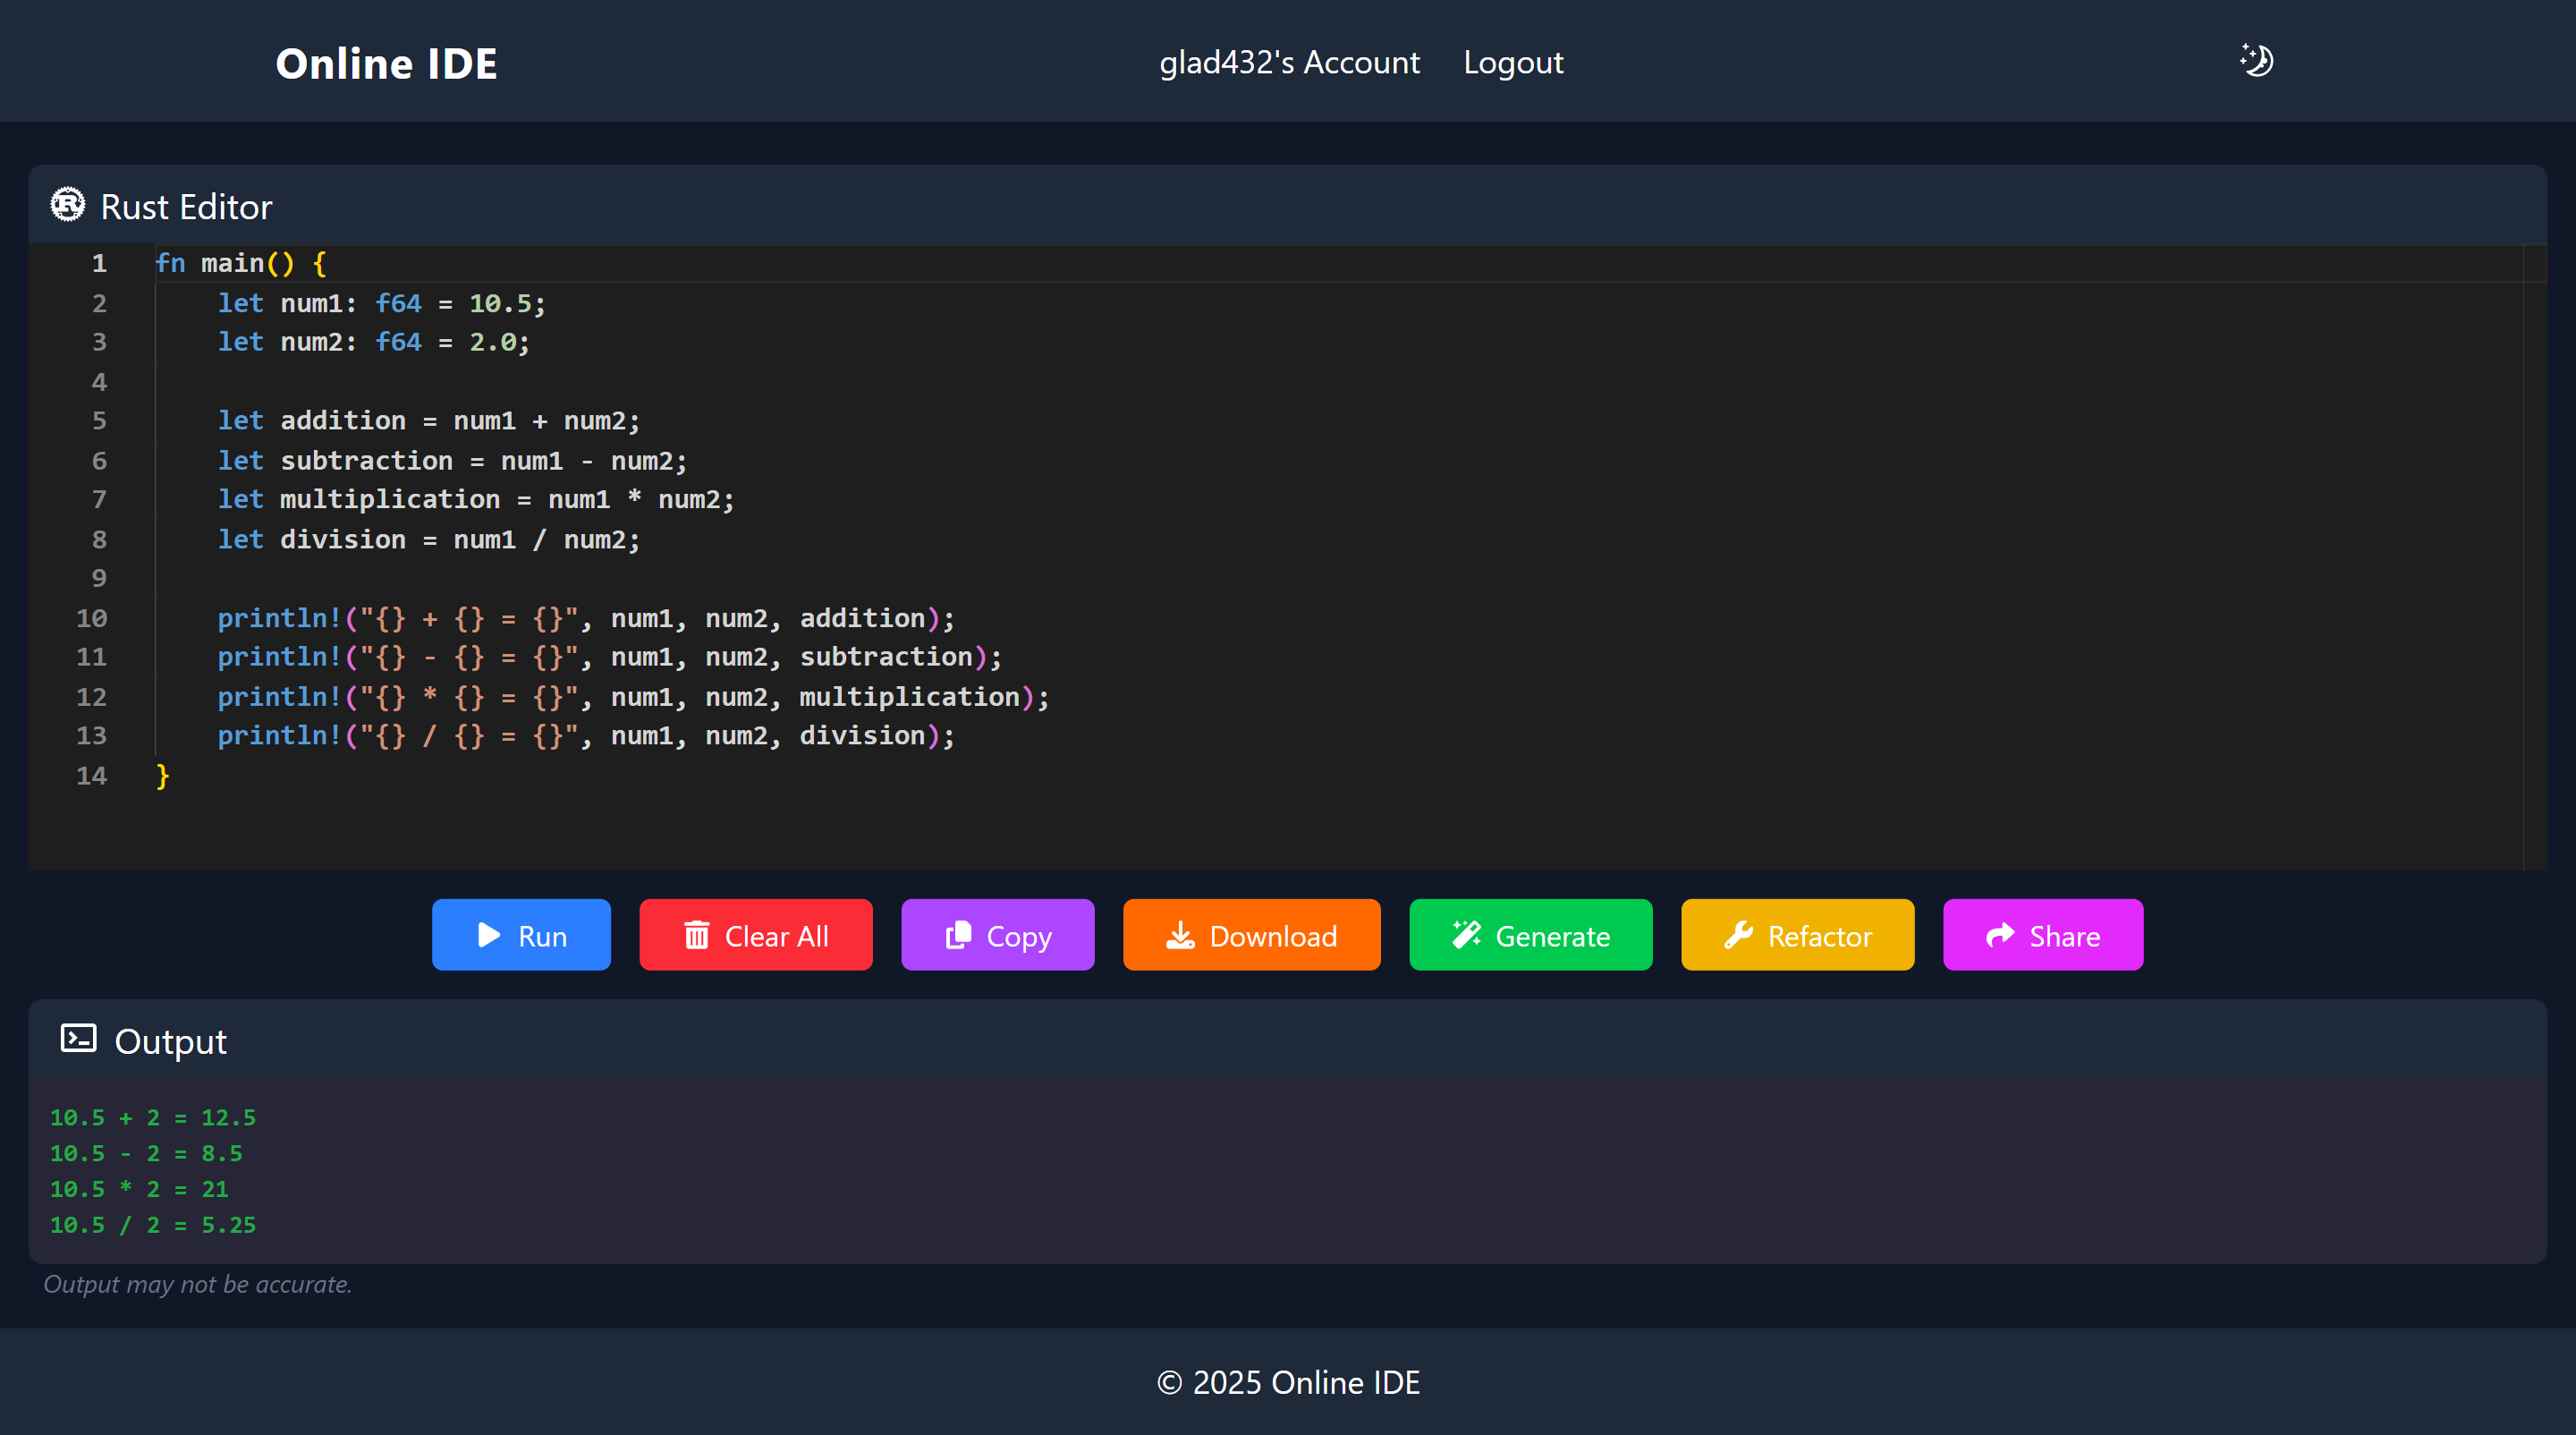 Online IDE
glad432's Account
Logout
Rust Editor
1 fn main() {
2     let num1: f64 = 10.5;
3     let num2: f64 = 2.0;
4
5     let addition = num1 + num2;
6     let subtraction = num1 - num2;
7     let multiplication = num1 * num2;
8     let division = num1 / num2;
9
10     println!("{} + {} = {}", num1, num2, addition);
11     println!("{} - {} = {}", num1, num2, subtraction);
12     println!("{} * {} = {}", num1, num2, multiplication);
13     println!("{} / {} = {}", num1, num2, division);
14 }
Run
Clear All
Copy
Download
Generate
Refactor
Share
Output
10.5 + 2 = 12.5
10.5 - 2 = 8.5
10.5 * 2 = 21
10.5 / 2 = 5.25
Output may not be accurate.
© 2025 Online IDE